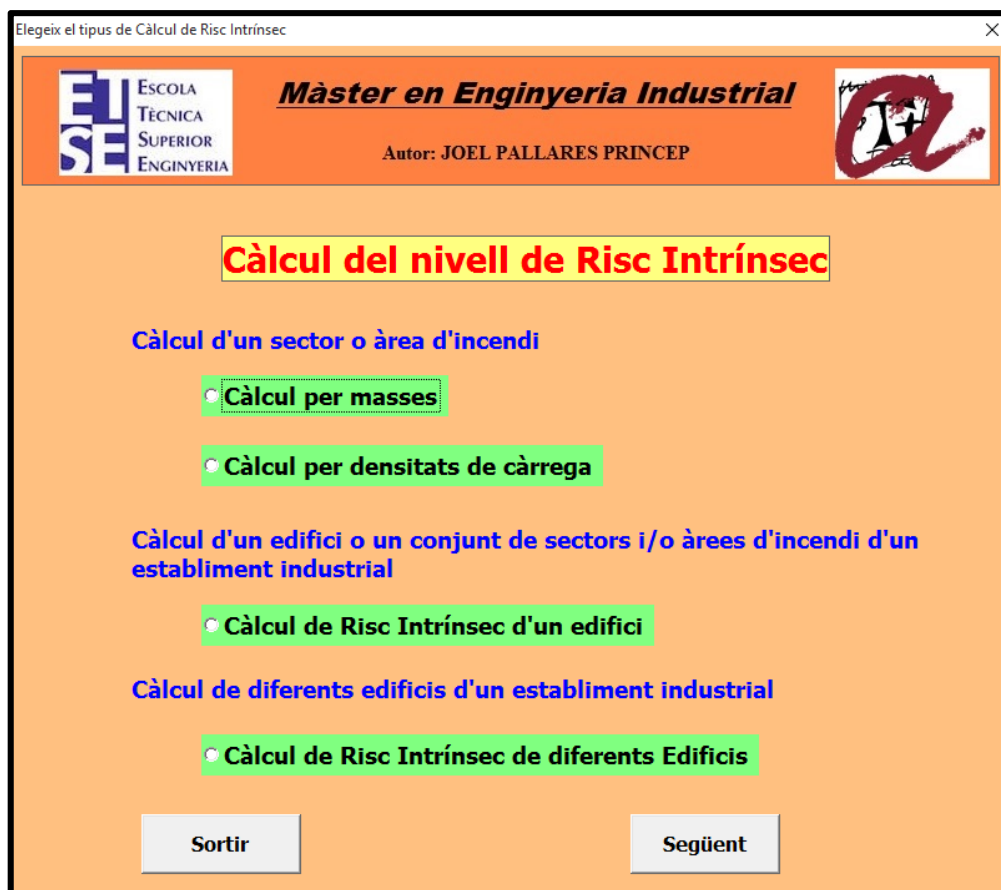 Elegeix el tipus de Càlcul de Risc Intrínsec
ESCOLA
TÈCNICA
SUPERIOR
ENGINYERIA
ETSE
Màster en Enginyeria Industrial
Autor: JOEL PALLARES PRINCEP
Càlcul del nivell de Risc Intrínsec
Càlcul d'un sector o àrea d'incendi
Càlcul per masses
Càlcul per densitats de càrrega
Càlcul d'un edifici o un conjunt de sectors i/o àrees d'incendi d'un
establiment industrial
Càlcul de Risc Intrínsec d'un edifici
Càlcul de diferents edificis d'un establiment industrial
Càlcul de Risc Intrínsec de diferents Edificis
Sortir
Següent